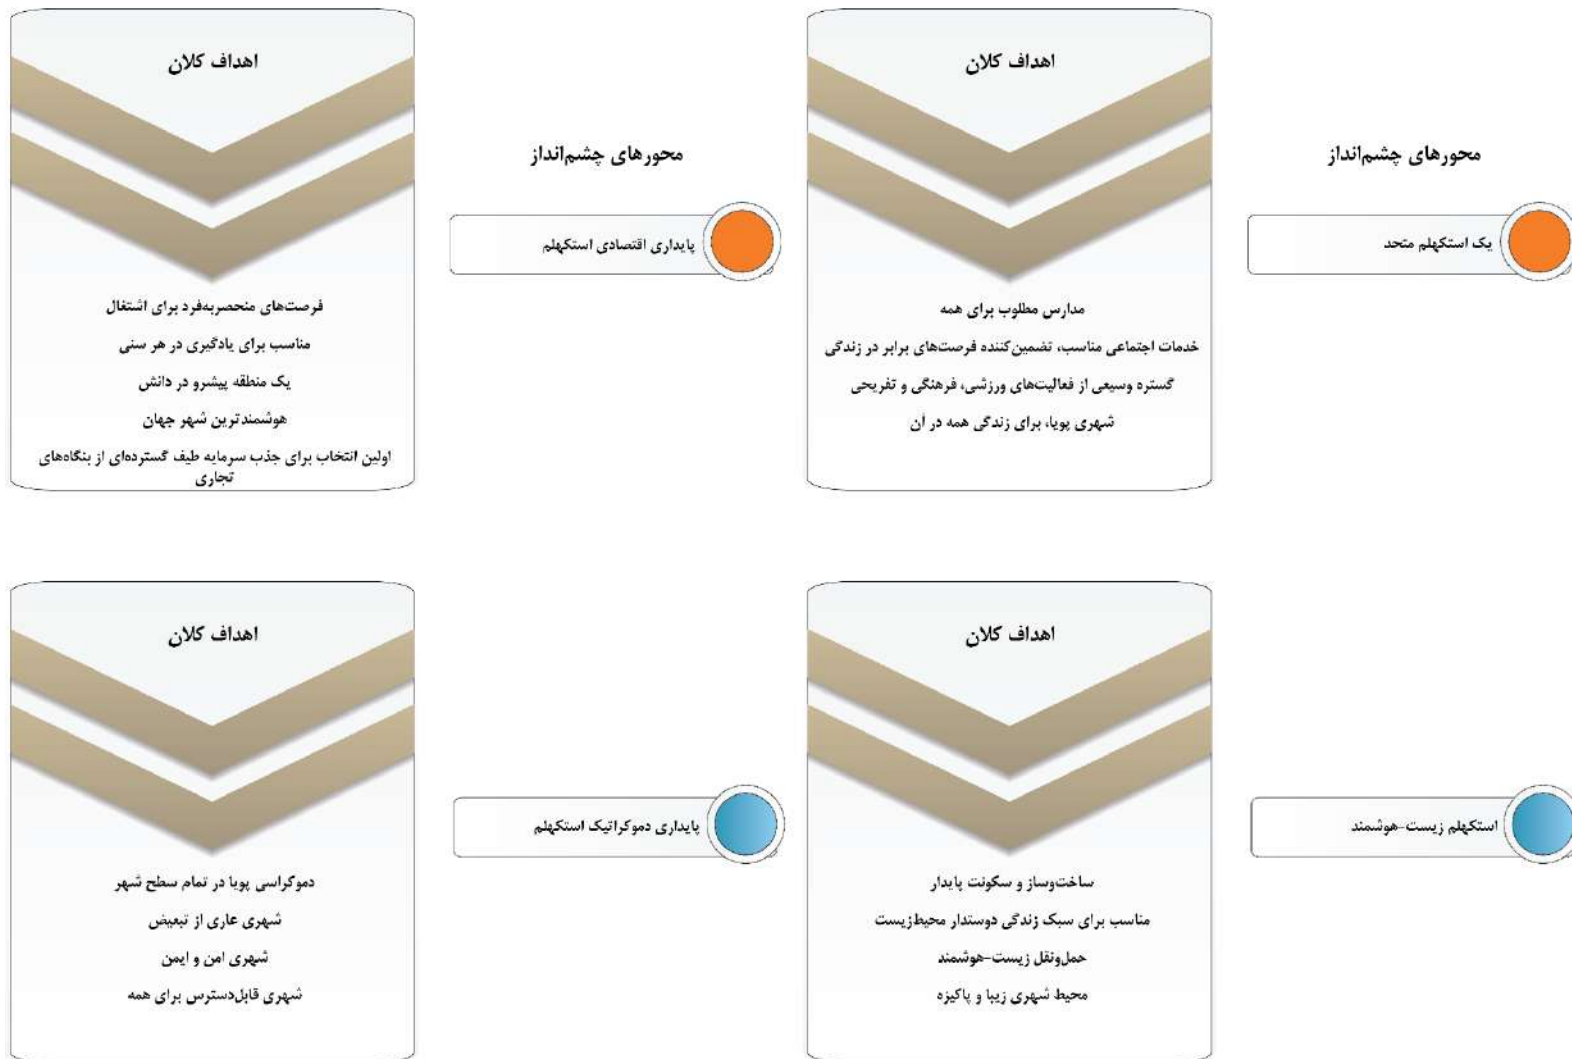 محورهای چشم‌انداز
یک استکهلم متحد
اهداف کلان
مدارس مطلوب برای همه
خدمات اجتماعی مناسب، تضمین‌کننده فرصت‌های برابر در زندگی
گستره وسیعی از فعالیت‌های ورزشی، فرهنگی و تفریحی
شهری پویا، برای زندگی همه در آن
محورهای چشم‌انداز
پایداری اقتصادی استکهلم
اهداف کلان
فرصت‌های منحصربه‌فرد برای اشتغال
مناسب برای یادگیری در هر سنی
یک منطقه پیشرو در دانش
هوشمندترین شهر جهان
اولین انتخاب برای جذب سرمایه طیف گسترده‌ای از بنگاه‌های
تجاری
استکهلم زیست-هوشمند
اهداف کلان
ساخت‌وساز و سکونت پایدار
مناسب برای سبک زندگی دوستدار محیط‌زیست
حمل‌ونقل زیست-هوشمند
محیط شهری زیبا و پاکیزه
پایداری دموکراتیک استکهلم
اهداف کلان
دموکراسی پویا در تمام سطح شهر
شهری عاری از تبعیض
شهری امن و ایمن
شهری قابل‌دسترس برای همه